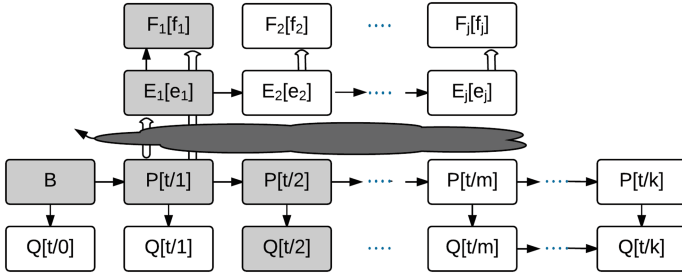 F₁[f₁] F₂[f₂] ···· Fⱼ[fⱼ]
E₁[e₁] E₂[e₂] ···· Eⱼ[eⱼ]
B P[t/1] P[t/2] ···· P[t/m] ···· P[t/k]
Q[t/0] Q[t/1] Q[t/2] ···· Q[t/m] ···· Q[t/k]